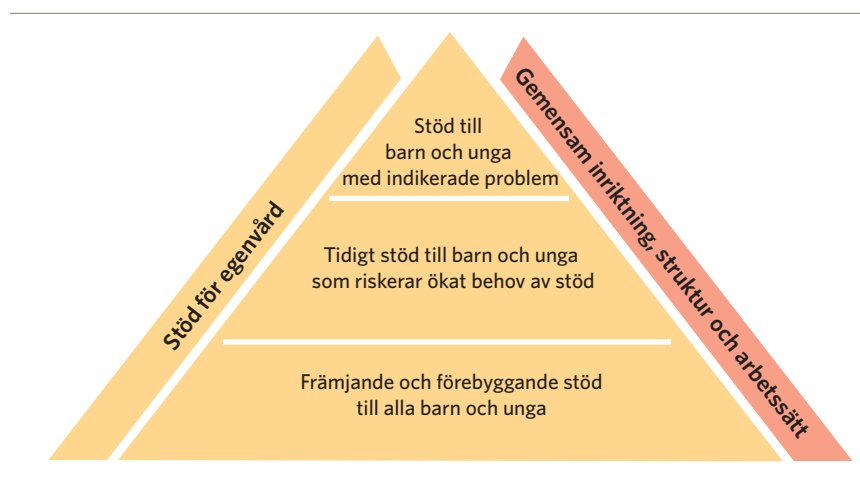 Stöd till
barn och unga
med indikerade problem
Tidigt stöd till barn och unga
som riskerar ökat behov av stöd
Främjande och förebyggande stöd
till alla barn och unga
Stöd för egenvård
Gemensam inriktning, struktur och arbetssätt